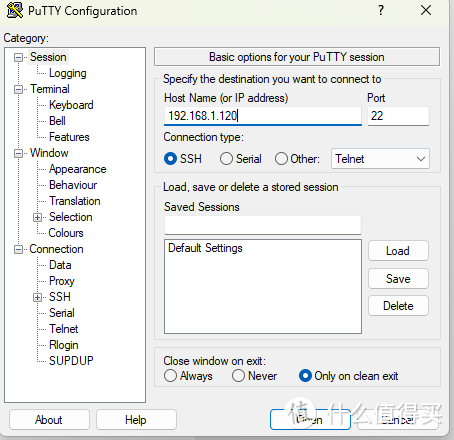 PuTTY Configuration
Category:
Session
Logging
Terminal
Keyboard
Bell
Features
Window
Appearance
Behaviour
Translation
Selection
Colours
Connection
Data
Proxy
SSH
Serial
Telnet
Rlogin
SUPDUP
Basic options for your PuTTY session
Specify the destination you want to connect to
Host Name (or IP address) Port
192.168.1.120 22
Connection type:
SSH Serial Other: Telnet
Load, save or delete a stored session
Saved Sessions
Default Settings
Load
Save
Delete
Close window on exit:
Always Never Only on clean exit
About Help Open Cancel
值 什么值得买